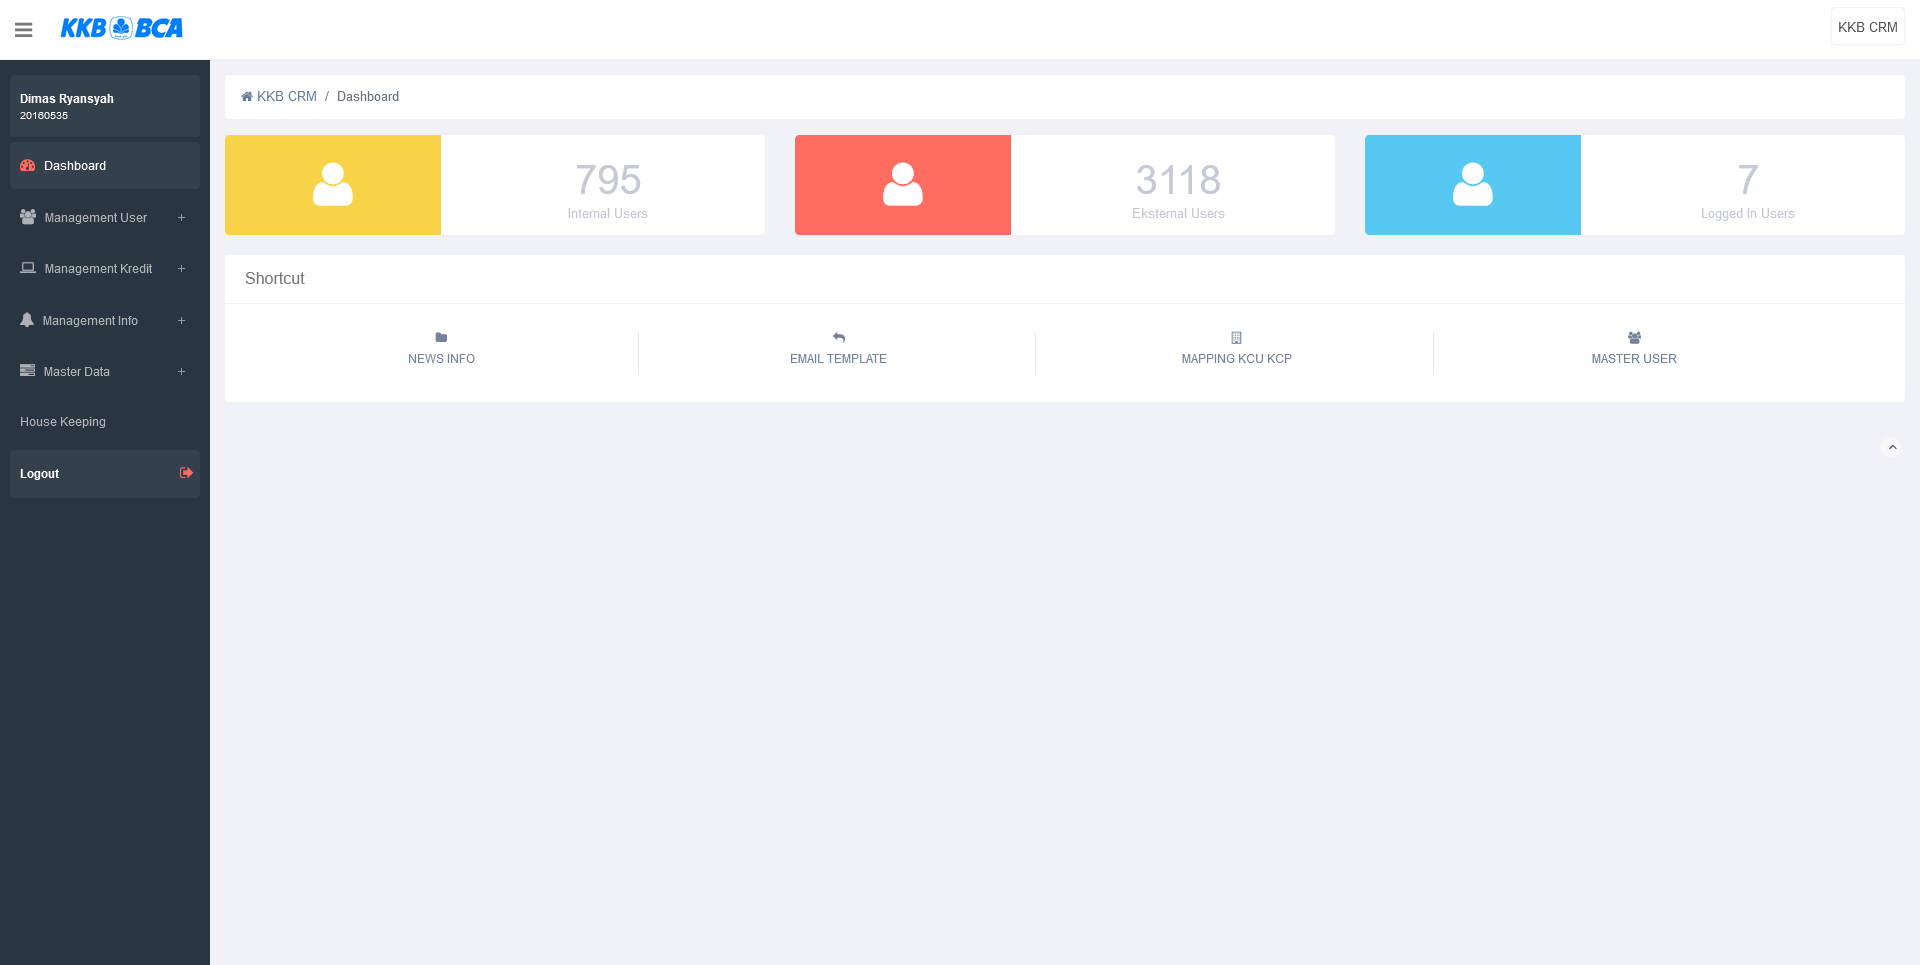 KKB BCA
KKB CRM
Dimas Ryansyah
20160535
Dashboard
Management User +
Management Kredit +
Management Info +
Master Data +
House Keeping
Logout
KKB CRM / Dashboard
795
Internal Users
3118
Eksternal Users
7
Logged In Users
Shortcut
NEWS INFO
EMAIL TEMPLATE
MAPPING KCU KCP
MASTER USER